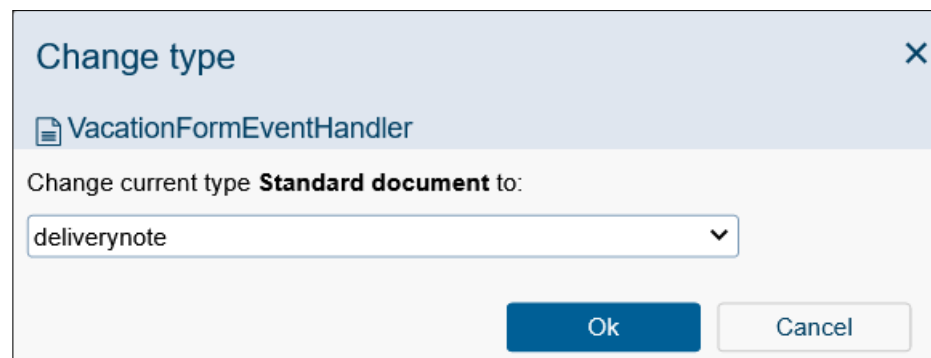 Change type
VacationFormEventHandler
Change current type Standard document to:
deliverynote
Ok Cancel